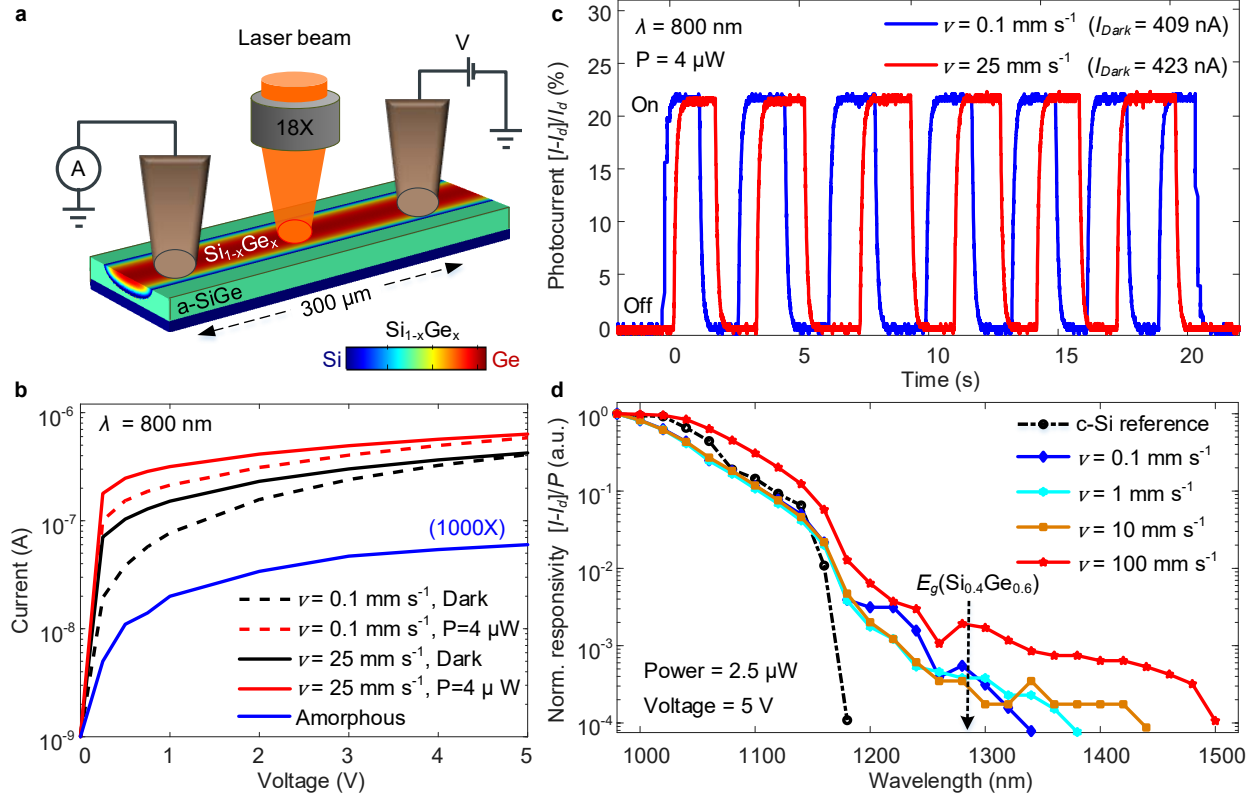 a
Laser beam
V
18X
A
Si1-xGex
a-SiGe
300 µm
Si1-xGex
Si
Ge
b
λ = 800 nm
(1000X)
v = 0.1 mm s-1, Dark
v = 0.1 mm s-1, P=4 µW
v = 25 mm s-1, Dark
v = 25 mm s-1, P=4 µ W
Amorphous
Current (A)
10-6
10-7
10-8
10-9
0 1.0 2.0 3.0 4.0 5
Voltage (V)
c
λ = 800 nm
P = 4 µW
v = 0.1 mm s-1 (IDark = 409 nA)
v = 25 mm s-1 (IDark = 423 nA)
On
Off
Photocurrent [I-Id]/Id (%)
30
25
20
15
10
5
0
0 5 10 15 20
Time (s)
d
c-Si reference
v = 0.1 mm s-1
v = 1 mm s-1
v = 10 mm s-1
v = 100 mm s-1
Eg(Si0.4Ge0.6)
Power = 2.5 µW
Voltage = 5 V
Norm. responsivity [I-Id]/P (a.u.)
100
10-1
10-2
10-3
10-4
1000 1100 1200 1300 1400 1500
Wavelength (nm)